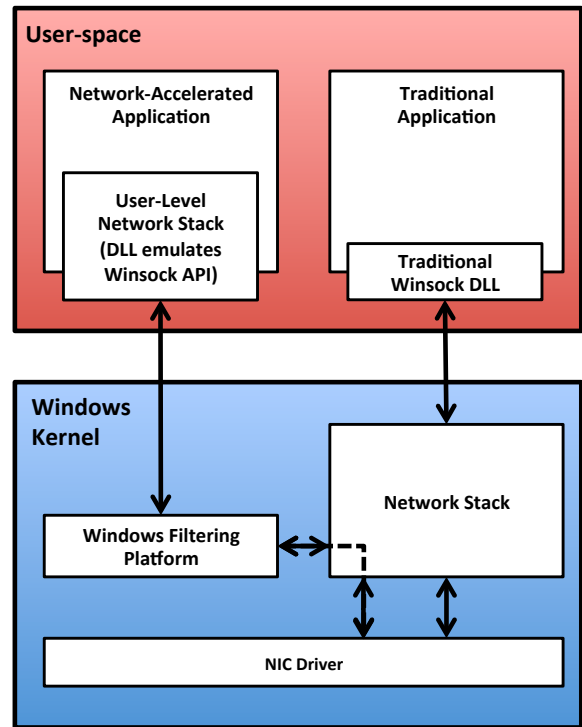 User-space
Network-Accelerated
Application
User-Level
Network Stack
(DLL emulates
Winsock API)
Traditional
Application
Traditional
Winsock DLL
Windows
Kernel
Network Stack
Windows Filtering
Platform
NIC Driver